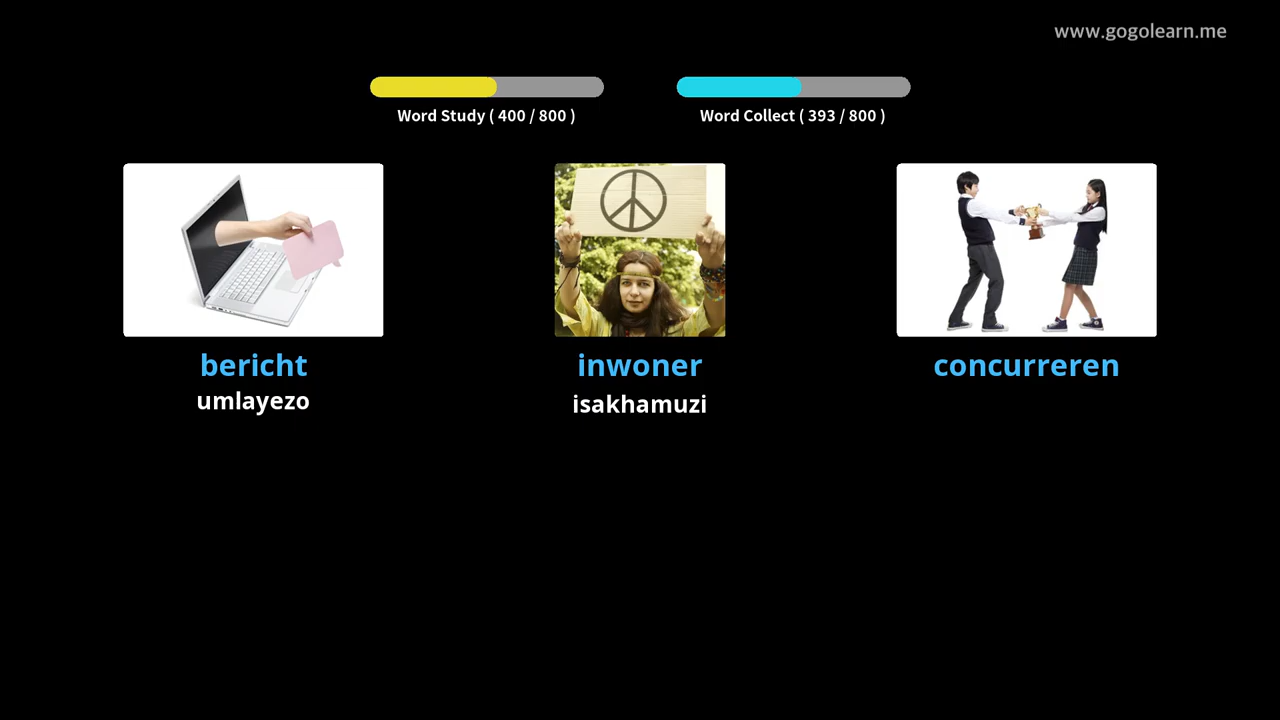 www.gogolearn.me
Word Study ( 400 / 800 )
Word Collect ( 393 / 800 )
bericht
umlayezo
inwoner
isakhamuzi
concurreren